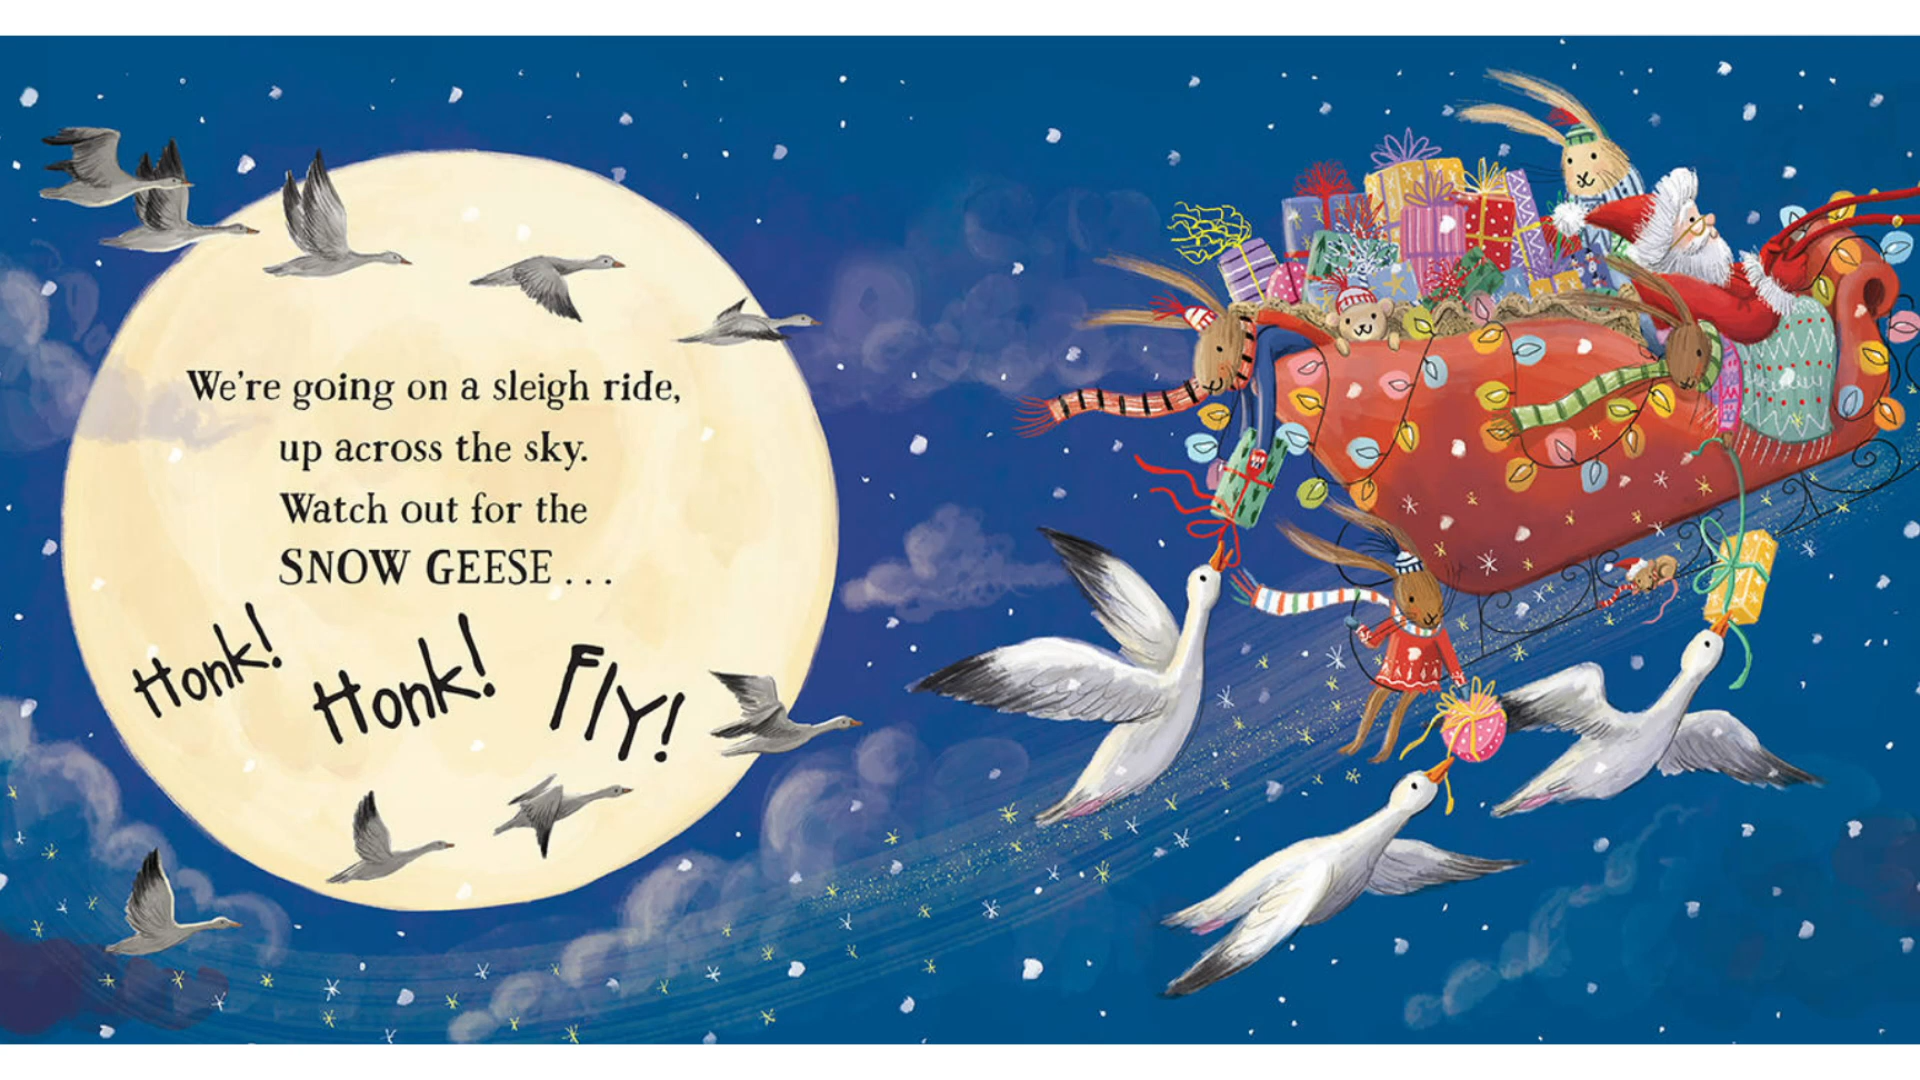 We're going on a sleigh ride,
up across the sky.
Watch out for the
SNOW GEESE...
Honk! Honk! Fly!